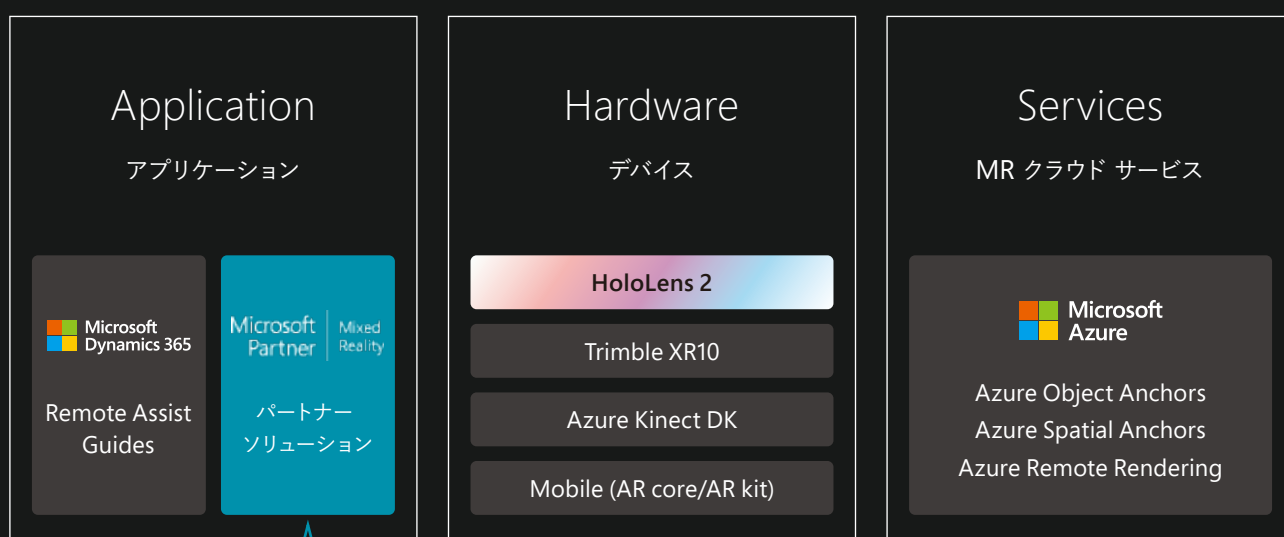 Application
アプリケーション
Microsoft
Dynamics 365
Remote Assist
Guides
Microsoft
Partner
Mixed
Reality
パートナー
ソリューション
Hardware
デバイス
HoloLens 2
Trimble XR10
Azure Kinect DK
Mobile (AR core/AR kit)
Services
MR クラウド サービス
Microsoft
Azure
Azure Object Anchors
Azure Spatial Anchors
Azure Remote Rendering